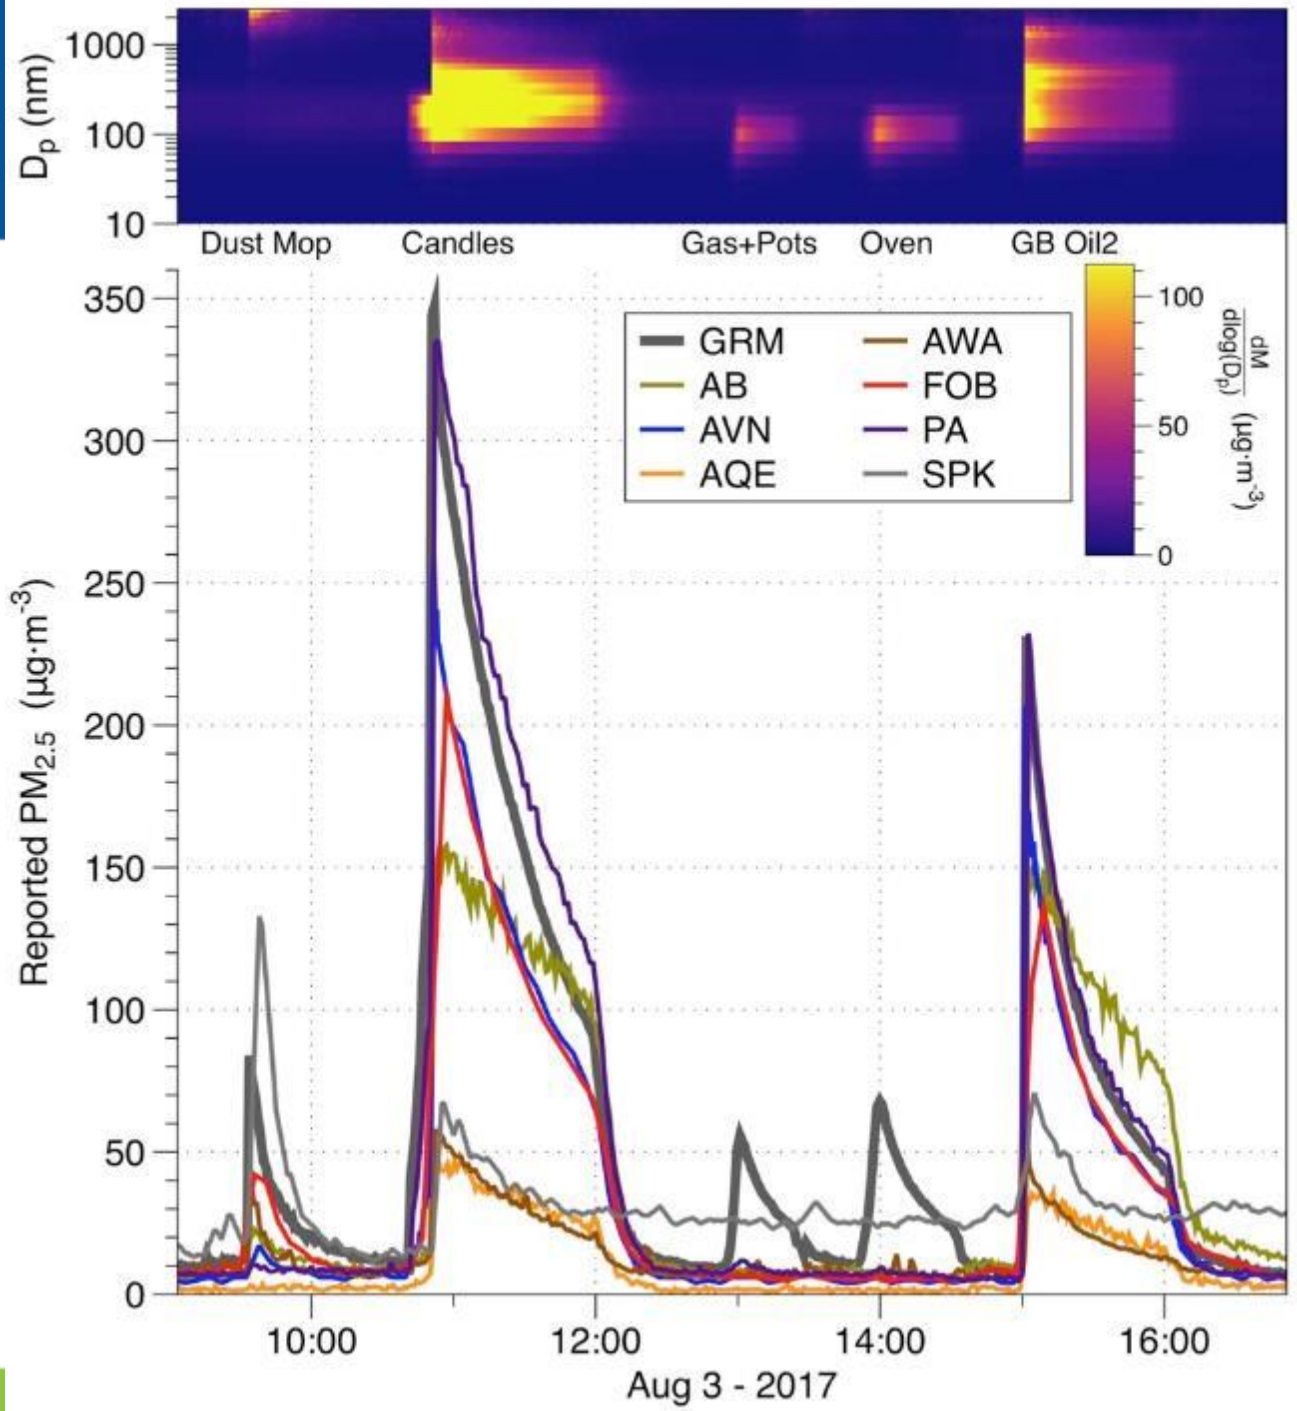 1000
100
10
Dp (nm)
Dust Mop Candles Gas+Pots Oven GB Oil2
350
300
250
200
150
100
50
0
Reported PM2.5 (µg·m-3)
GRM AWA
AB FOB
AVN PA
AQE SPK
100
50
0
dM
dlog(Dp)
(µg·m-3)
10:00 12:00 14:00 16:00
Aug 3 - 2017